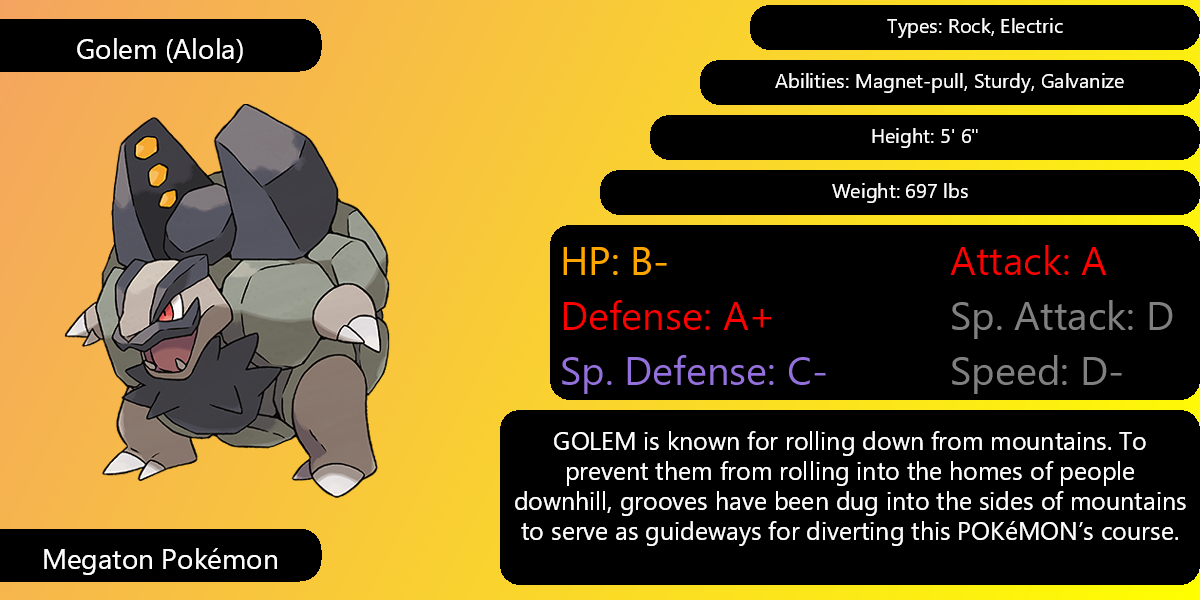 Golem (Alola)
Types: Rock, Electric
Abilities: Magnet-pull, Sturdy, Galvanize
Height: 5' 6"
Weight: 697 lbs
HP: B-
Attack: A
Defense: A+
Sp. Attack: D
Sp. Defense: C-
Speed: D-
GOLEM is known for rolling down from mountains. To
prevent them from rolling into the homes of people
downhill, grooves have been dug into the sides of mountains
to serve as guideways for diverting this POKéMON’s course.
Megaton Pokémon